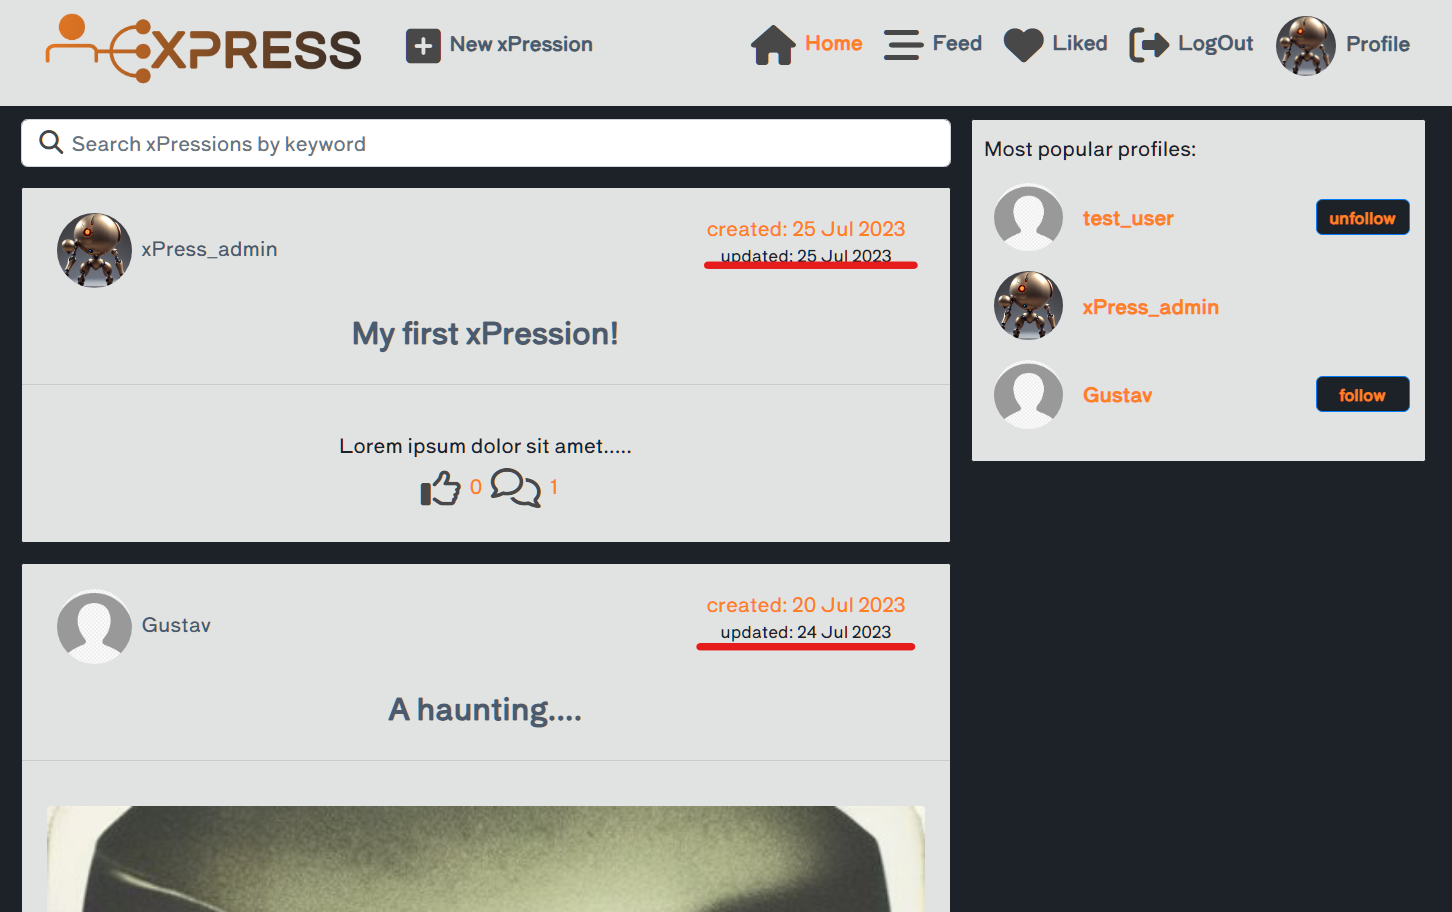 XPRESS
New xPression
Home
Feed
Liked
LogOut
Profile
Search xPressions by keyword
xPress_admin
created: 25 Jul 2023
updated: 25 Jul 2023
My first xPression!
Lorem ipsum dolor sit amet.....
0
1
Gustav
created: 20 Jul 2023
updated: 24 Jul 2023
A haunting....
Most popular profiles:
test_user
unfollow
xPress_admin
Gustav
follow